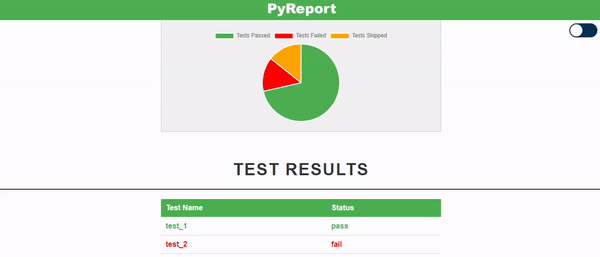 PyReport
Tests Passed Tests Failed Tests Skipped
TEST RESULTS
Test Name Status
test_1 pass
test_2 fail